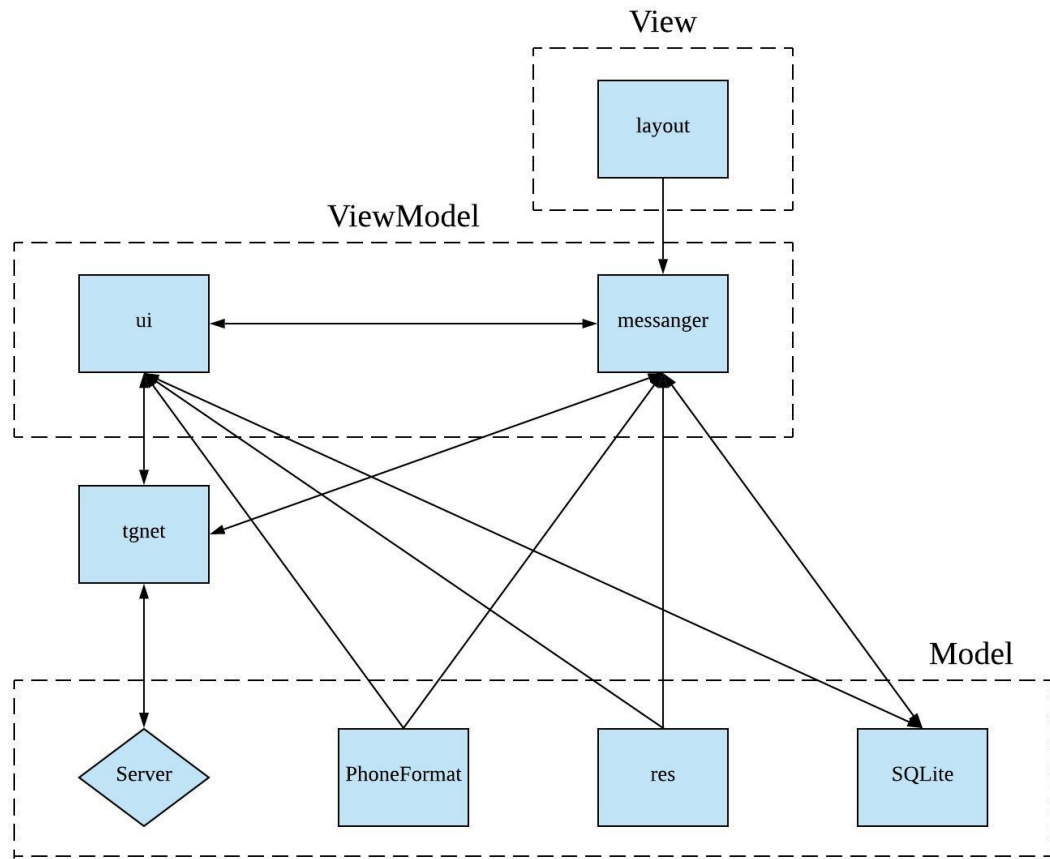 View
layout
ViewModel
ui
messanger
tgnet
Model
Server
PhoneFormat
res
SQLite